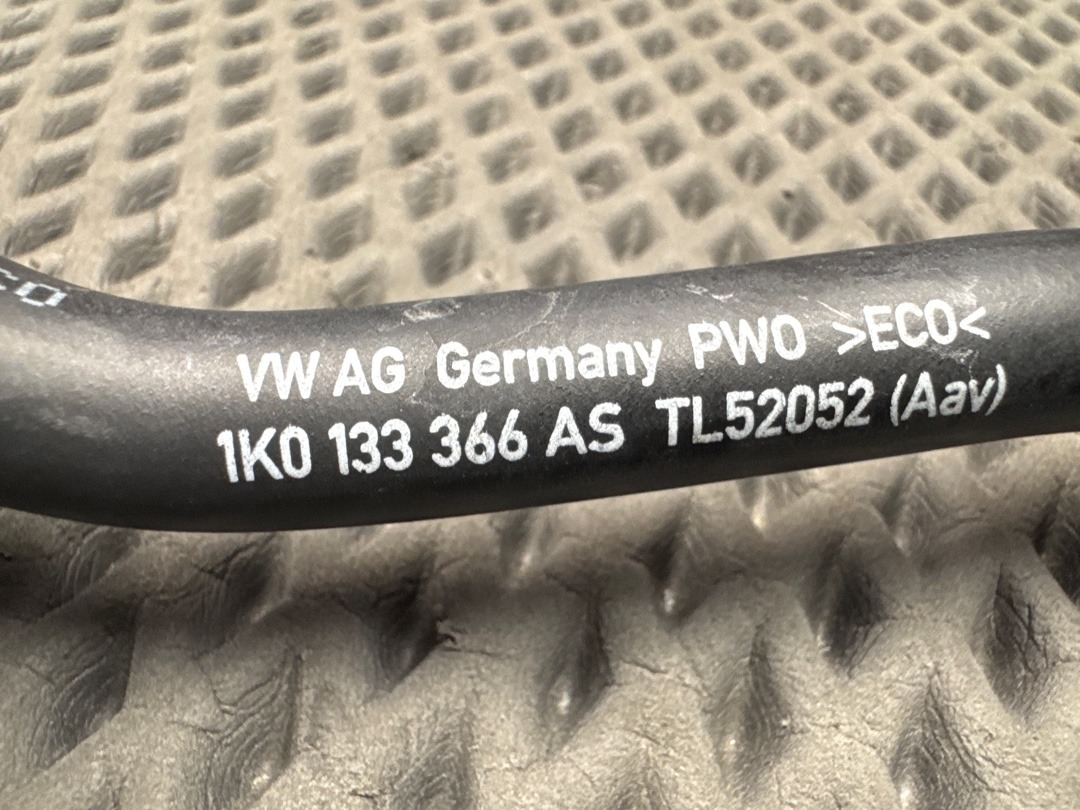 VW AG Germany PWO >ECO<
1K0 133 366 AS TL52052 (Aav)